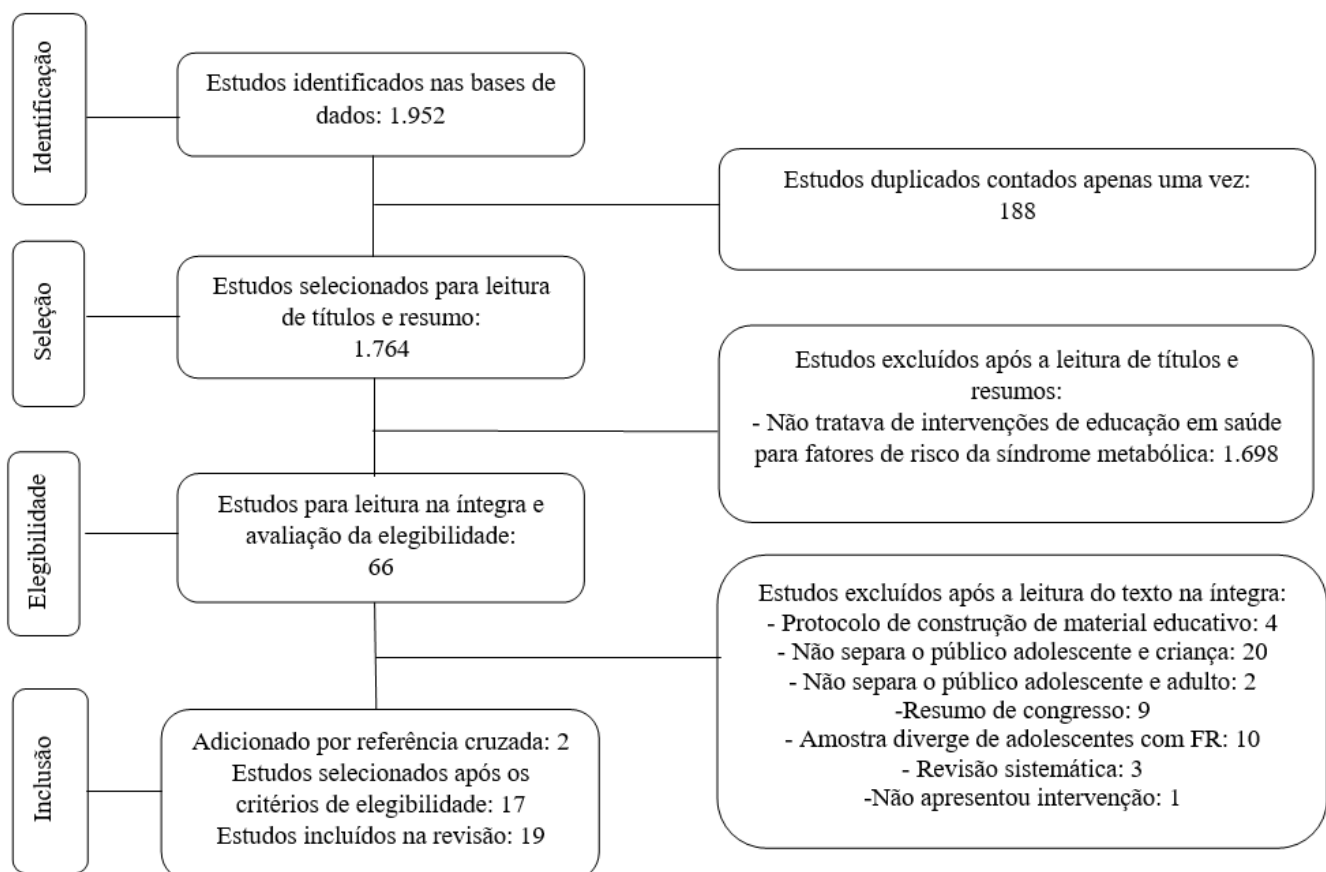 Identificação
Estudos identificados nas bases de
dados: 1.952
Estudos duplicados contados apenas uma vez:
188
Seleção
Estudos selecionados para leitura
de títulos e resumo:
1.764
Estudos excluídos após a leitura de títulos e
resumos:
- Não tratava de intervenções de educação em saúde
para fatores de risco da síndrome metabólica: 1.698
Elegibilidade
Estudos para leitura na íntegra e
avaliação da elegibilidade:
66
Estudos excluídos após a leitura do texto na íntegra:
- Protocolo de construção de material educativo: 4
- Não separa o público adolescente e criança: 20
- Não separa o público adolescente e adulto: 2
-Resumo de congresso: 9
- Amostra diverge de adolescentes com FR: 10
- Revisão sistemática: 3
-Não apresentou intervenção: 1
Inclusão
Adicionado por referência cruzada: 2
Estudos selecionados após os
critérios de elegibilidade: 17
Estudos incluídos na revisão: 19